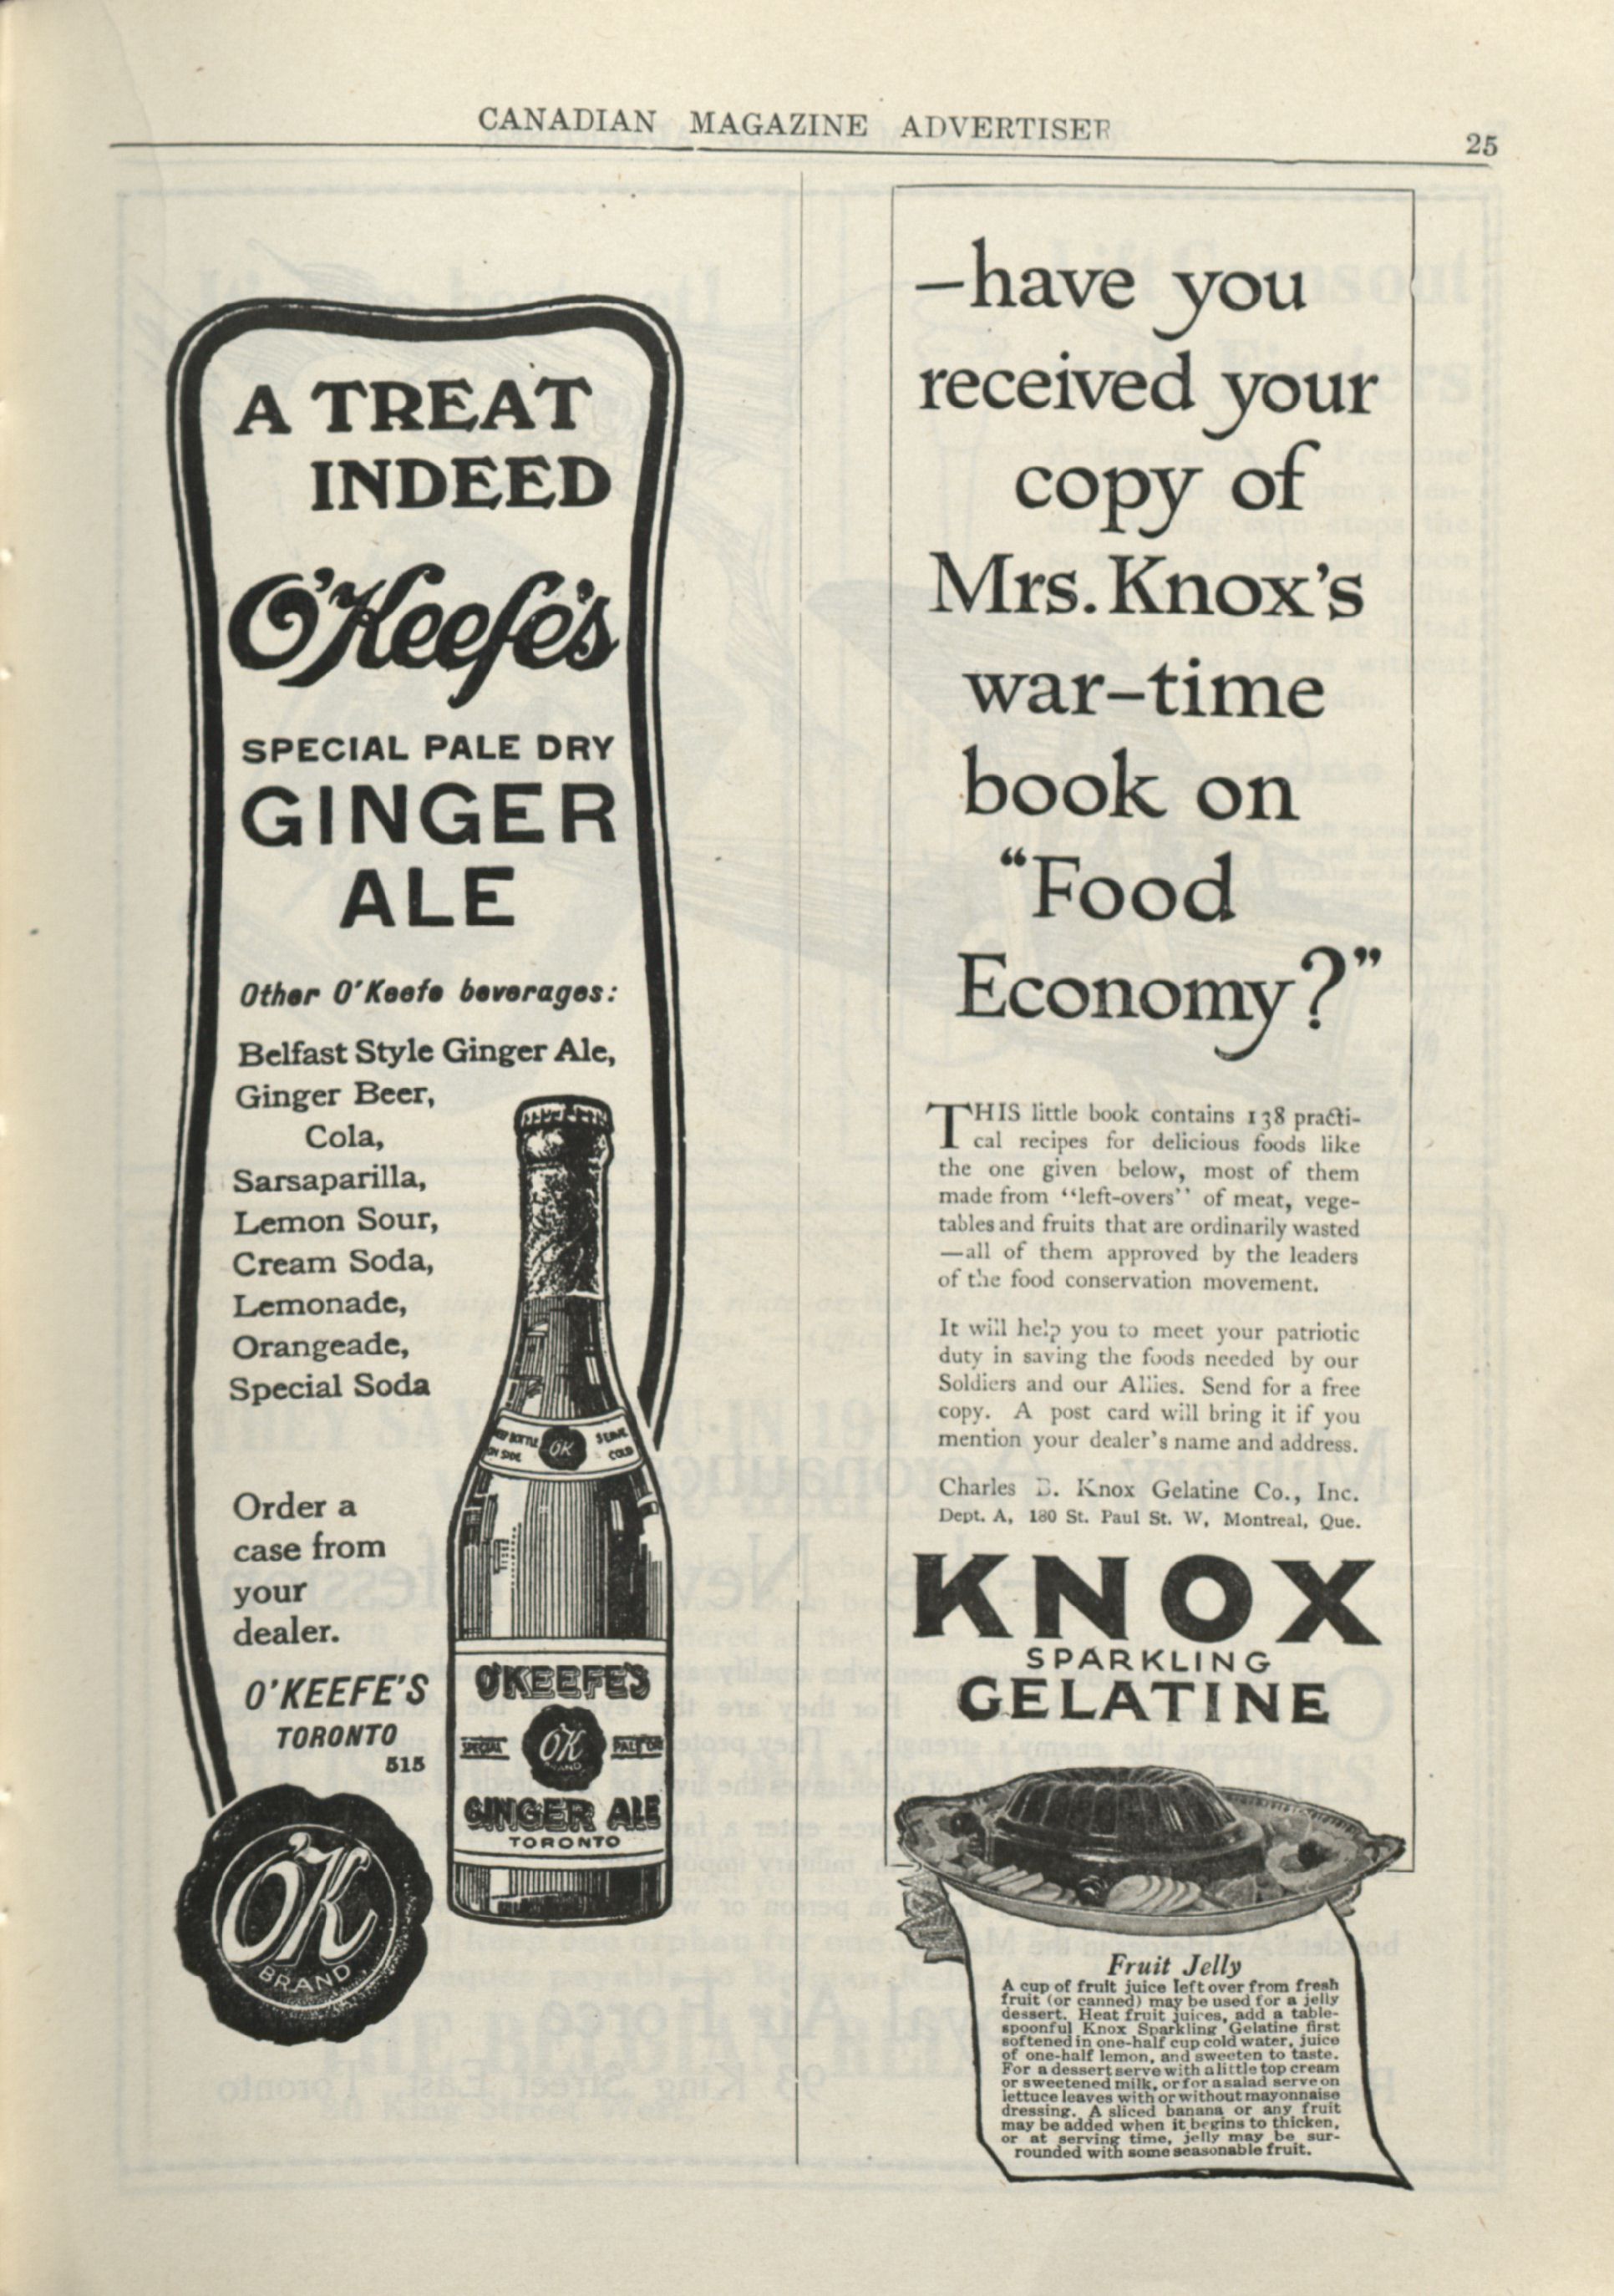 CANADIAN MAGAZINE ADVERTISER
25
A TREAT
INDEED
O'Keefe's
SPECIAL PALE DRY
GINGER
ALE
Other O'Keefe beverages:
Belfast Style Ginger Ale,
Ginger Beer,
Cola,
Sarsaparilla,
Lemon Sour,
Cream Soda,
Lemonade,
Orangeade,
Special Soda
Order a
case from
your
dealer.
O'KEEFE'S
TORONTO
515
O'K
BRAND
KEEP BOTTLE
ON SIDE
OK
SERVE
COLD
O'KEEFE'S
SPECIAL
OK
BRAND
PALE DRY
GINGER ALE
TORONTO
—have you
received your
copy of
Mrs. Knox's
war-time
book on
“Food
Economy?”
THIS little book contains 138 practi-
cal recipes for delicious foods like
the one given below, most of them
made from “left-overs” of meat, vege-
tables and fruits that are ordinarily wasted
—all of them approved by the leaders
of the food conservation movement.
It will help you to meet your patriotic
duty in saving the foods needed by our
Soldiers and our Allies. Send for a free
copy. A post card will bring it if you
mention your dealer's name and address.
Charles B. Knox Gelatine Co., Inc.
Dept. A, 180 St. Paul St. W, Montreal, Que.
KNOX
SPARKLING
GELATINE
Fruit Jelly
A cup of fruit juice left over from fresh
fruit (or canned) may be used for a jelly
dessert. Heat fruit juices, add a table-
spoonful Knox Sparkling Gelatine first
softened in one-half cup cold water, juice
of one-half lemon, and sweeten to taste.
For a dessert serve with a little top cream
or sweetened milk, or for a salad serve on
lettuce leaves with or without mayonnaise
dressing. A sliced banana or any fruit
may be added when it begins to thicken,
or at serving time, jelly may be sur-
rounded with some seasonable fruit.